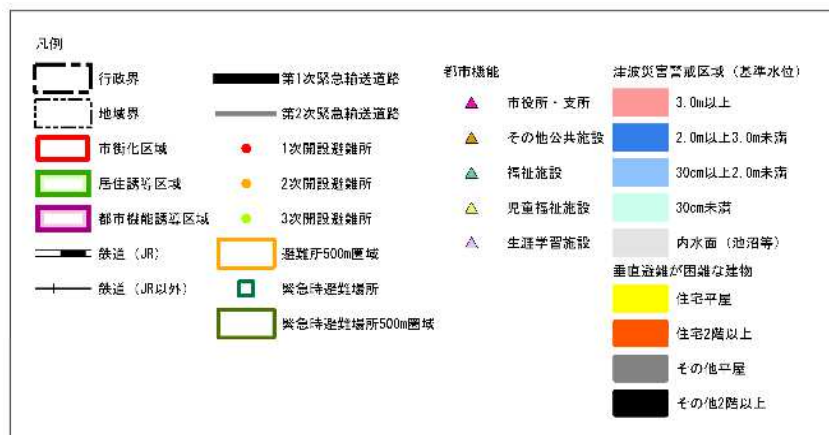 凡例
行政界
地域界
市街化区域
居住誘導区域
都市機能誘導区域
鉄道（JR）
鉄道（JR以外）
第1次緊急輸送道路
第2次緊急輸送道路
1次開設避難所
2次開設避難所
3次開設避難所
避難所500m圏域
緊急時避難場所
緊急時避難場所500m圏域
都市機能
市役所・支所
その他公共施設
福祉施設
児童福祉施設
生涯学習施設
津波災害警戒区域（基準水位）
3.0m以上
2.0m以上3.0m未満
30cm以上2.0m未満
30cm未満
内水面（池沼等）
垂直避難が困難な建物
住宅平屋
住宅2階以上
その他平屋
その他2階以上